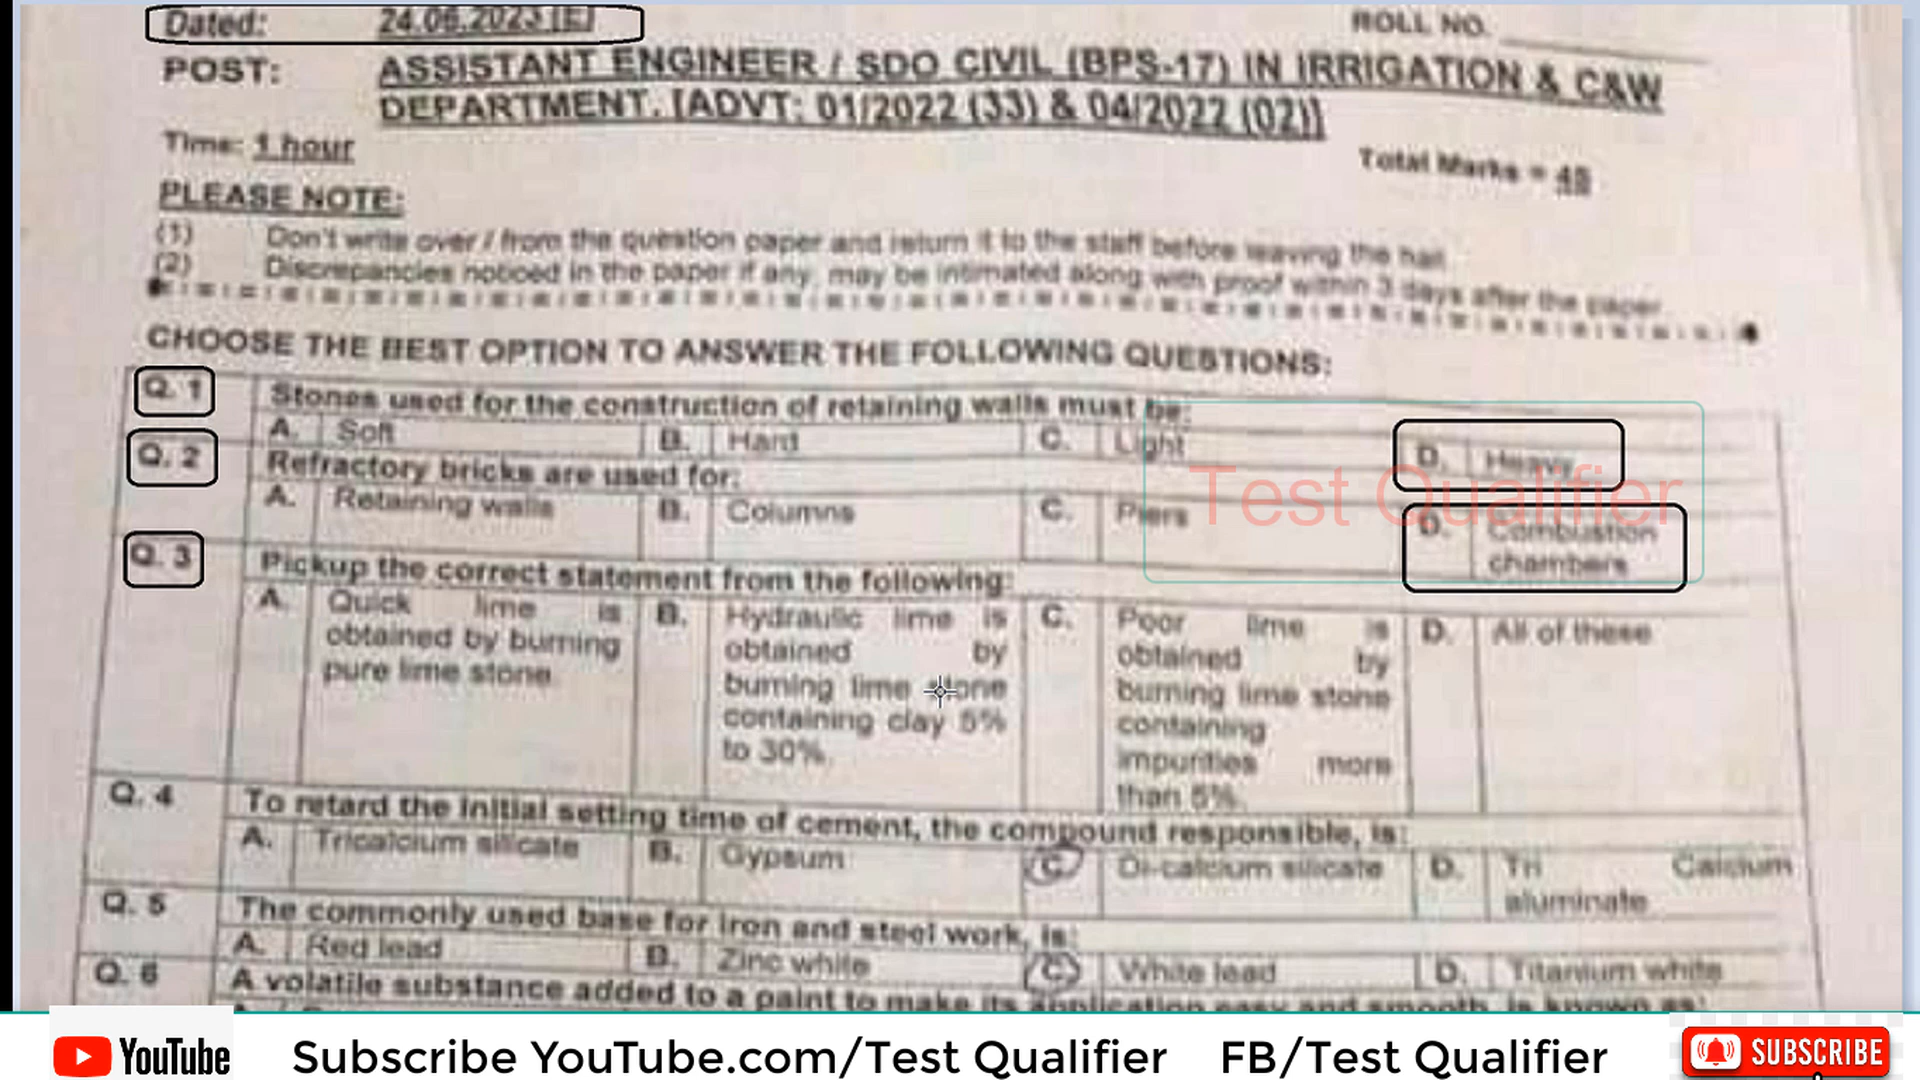 Dated: 24.06.2023 (E)
ROLL NO.
POST: ASSISTANT ENGINEER / SDO CIVIL (BPS-17) IN IRRIGATION & C&W
DEPARTMENT. [ADVT: 01/2022 (33) & 04/2022 (02)]
Time: 1 hour
Total Marks = 45
PLEASE NOTE:
(1) Don't write over / from the question paper and return it to the staff before leaving the hall
(2) Discrepancies noticed in the paper if any, may be intimated along with proof within 3 days after the paper
CHOOSE THE BEST OPTION TO ANSWER THE FOLLOWING QUESTIONS:
Q. 1 Stones used for the construction of retaining walls must be:
A. Soft B. Hard C. Light D. Heavy
Test Qualifier
Q. 2 Refractory bricks are used for:
A. Retaining walls B. Columns C. Piers D. Combustion
chambers
Q. 3 Pickup the correct statement from the following:
A. Quick lime is B. Hydraulic lime is C. Poor lime is D. All of these
obtained by burning obtained by obtained by
pure lime stone burning lime stone burning lime stone
containing clay 5% containing
to 30%. impurities more
than 5%.
Q. 4 To retard the initial setting time of cement, the compound responsible, is:
A. Tricalcium silicate B. Gypsum C. Di-calcium silicate D. Tri Calcium
aluminate
Q. 5 The commonly used base for iron and steel work, is:
A. Red lead B. Zinc white C. White lead D. Titanium white
Q. 6 A volatile substance added to a paint to make its application easy and smooth, is known as:
YouTube Subscribe YouTube.com/Test Qualifier FB/Test Qualifier SUBSCRIBE